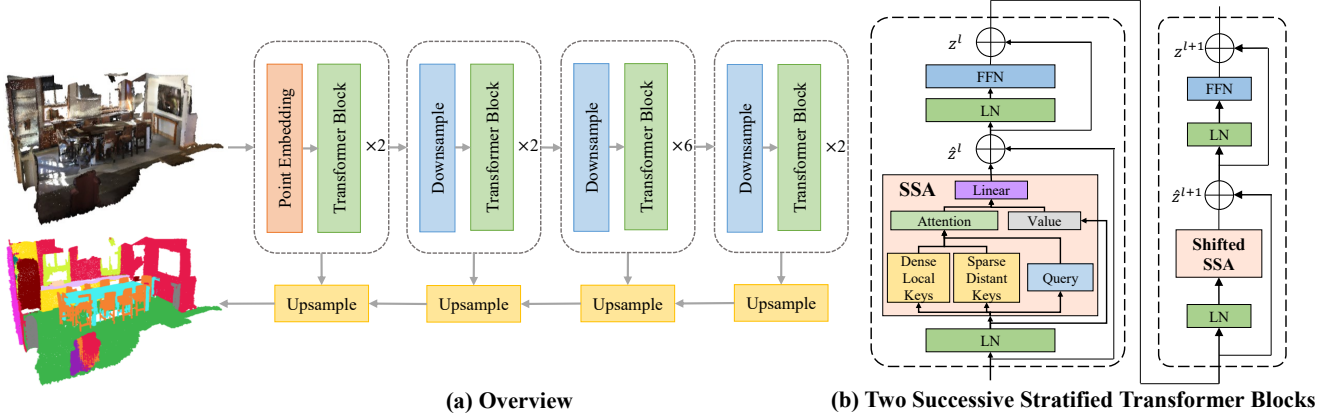 Point Embedding
Transformer Block
×2
Downsample
Transformer Block
×2
Downsample
Transformer Block
×6
Downsample
Transformer Block
×2
Upsample
Upsample
Upsample
Upsample
(a) Overview
z^l
FFN
LN
ẑ^l
SSA
Linear
Attention
Value
Dense
Local
Keys
Sparse
Distant
Keys
Query
LN
z^{l+1}
FFN
LN
ẑ^{l+1}
Shifted
SSA
LN
(b) Two Successive Stratified Transformer Blocks